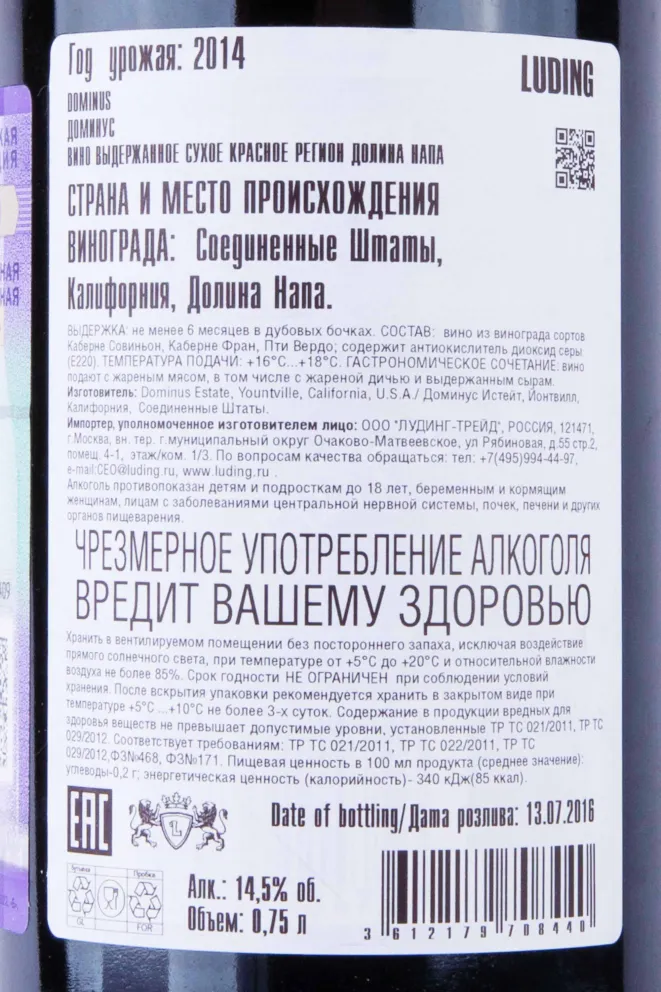 Год урожая: 2014
LUDING
DOMINUS
ДОМИНУС
ВИНО ВЫДЕРЖАННОЕ СУХОЕ КРАСНОЕ РЕГИОН ДОЛИНА НАПА
СТРАНА И МЕСТО ПРОИСХОЖДЕНИЯ
ВИНОГРАДА: Соединенные Штаты,
Калифорния, Долина Напа.
ВЫДЕРЖКА: не менее 6 месяцев в дубовых бочках. СОСТАВ: вино из винограда сортов
Каберне Совиньон, Каберне Фран, Пти Вердо; содержит антиокислитель диоксид серы
(Е220). ТЕМПЕРАТУРА ПОДАЧИ: +16°С...+18°С. ГАСТРОНОМИЧЕСКОЕ СОЧЕТАНИЕ: вино
подают с жареным мясом, в том числе с жареной дичью и выдержанным сырам.
Изготовитель: Dominus Estate, Yountville, California, U.S.A./ Доминус Истейт, Йонтвилл,
Калифорния, Соединенные Штаты.
Импортер, уполномоченное изготовителем лицо: ООО "ЛУДИНГ-ТРЕЙД", РОССИЯ, 121471,
г.Москва, вн. тер. г.муниципальный округ Очаково-Матвеевское, ул Рябиновая, д.55 стр.2,
помещ. 4-1, этаж/ком. 1/3. По вопросам качества обращаться: тел: +7(495)994-44-97,
e-mail:CEO@luding.ru, www.luding.ru .
Алкоголь противопоказан детям и подросткам до 18 лет, беременным и кормящим
женщинам, лицам с заболеваниями центральной нервной системы, почек, печени и других
органов пищеварения.
ЧРЕЗМЕРНОЕ УПОТРЕБЛЕНИЕ АЛКОГОЛЯ
ВРЕДИТ ВАШЕМУ ЗДОРОВЬЮ
Хранить в вентилируемом помещении без постороннего запаха, исключая воздействие
прямого солнечного света, при температуре от +5°С до +20°С и относительной влажности
воздуха не более 85%. Срок годности НЕ ОГРАНИЧЕН при соблюдении условий
хранения. После вскрытия упаковки рекомендуется хранить в закрытом виде при
температуре +5°С ...+10°С не более 3-х суток. Содержание в продукции вредных для
здоровья веществ не превышает допустимые уровни, установленные ТР ТС 021/2011, ТР ТС
029/2012. Соответствует требованиям: ТР ТС 021/2011, ТР ТС 022/2011, ТР ТС
029/2012,ФЗ№468, ФЗ№171. Пищевая ценность в 100 мл продукта (среднее значение):
углеводы-0,2 г; энергетическая ценность (калорийность)- 340 кДж(85 ккал).
EAC
L
Date of bottling/Дата розлива: 13.07.2016
Бутылка
Пробка
GL
FOR
Алк.: 14,5% об.
Объем: 0,75 л
3 612179 708440